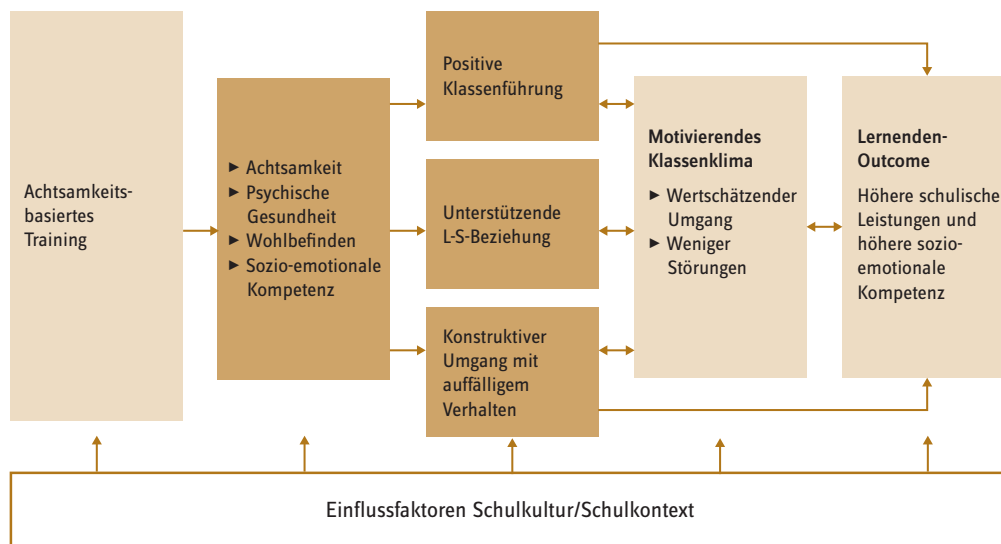 Achtsamkeits-
basiertes
Training
► Achtsamkeit
► Psychische
Gesundheit
► Wohlbefinden
► Sozio-emotionale
Kompetenz
Positive
Klassenführung
Unterstützende
L-S-Beziehung
Konstruktiver
Umgang mit
auffälligem
Verhalten
Motivierendes
Klassenklima
► Wertschätzender
Umgang
► Weniger
Störungen
Lernenden-
Outcome
Höhere schulische
Leistungen und
höhere sozio-
emotionale
Kompetenz
Einflussfaktoren Schulkultur/Schulkontext